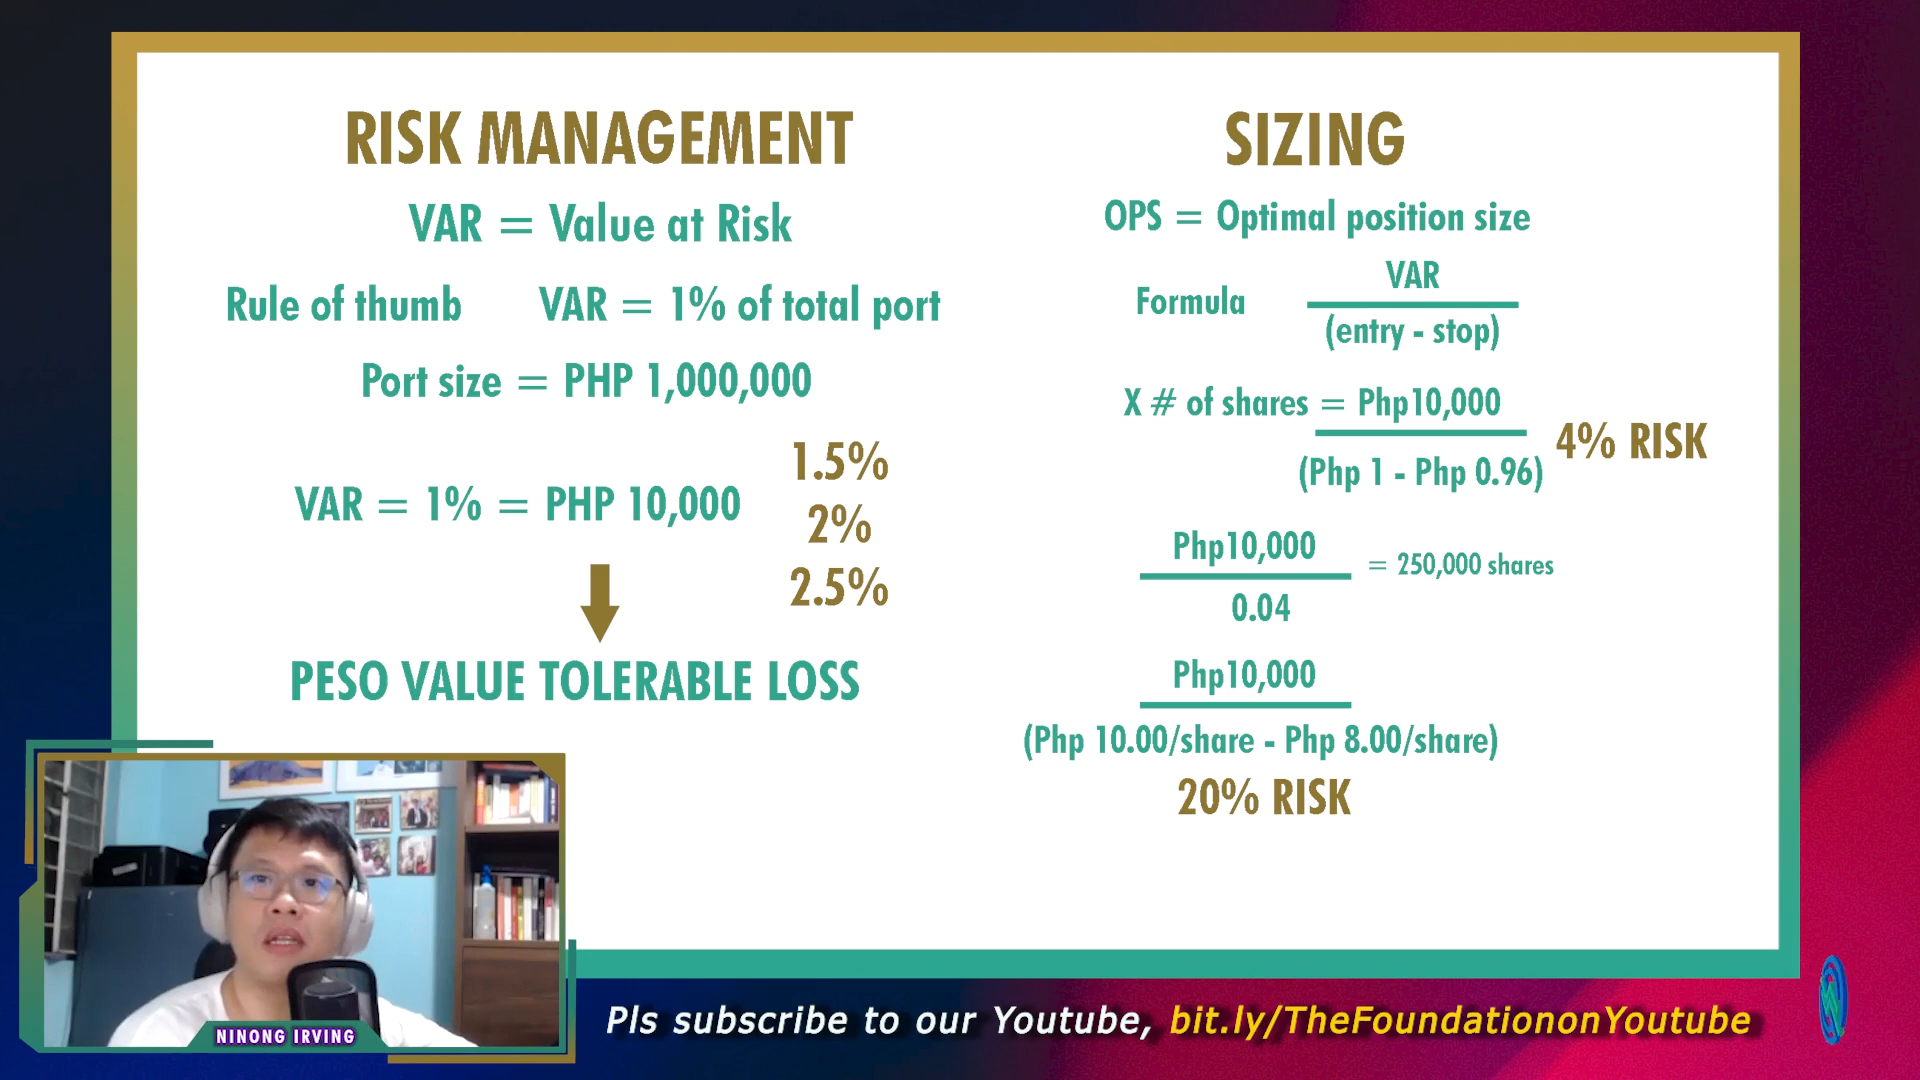 RISK MANAGEMENT
VAR = Value at Risk
Rule of thumb VAR = 1% of total port
Port size = PHP 1,000,000
VAR = 1% = PHP 10,000
1.5%
2%
2.5%
PESO VALUE TOLERABLE LOSS
SIZING
OPS = Optimal position size
Formula
VAR
(entry - stop)
X # of shares = Php10,000
(Php 1 - Php 0.96)
4% RISK
Php10,000
0.04
= 250,000 shares
Php10,000
(Php 10.00/share - Php 8.00/share)
20% RISK
NINONG IRVING
Pls subscribe to our Youtube, bit.ly/TheFoundationonYoutube